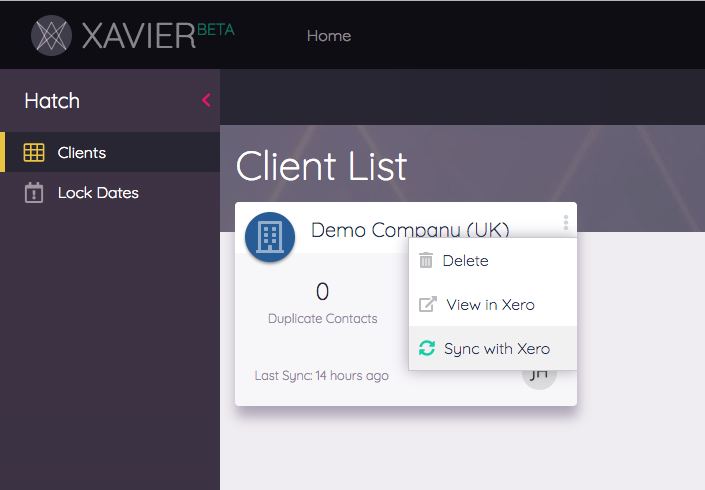 XAVIER BETA
Home
Hatch
Clients
Lock Dates
Client List
Demo Company (UK)
Delete
0
View in Xero
Duplicate Contacts
Sync with Xero
Last Sync: 14 hours ago
JH